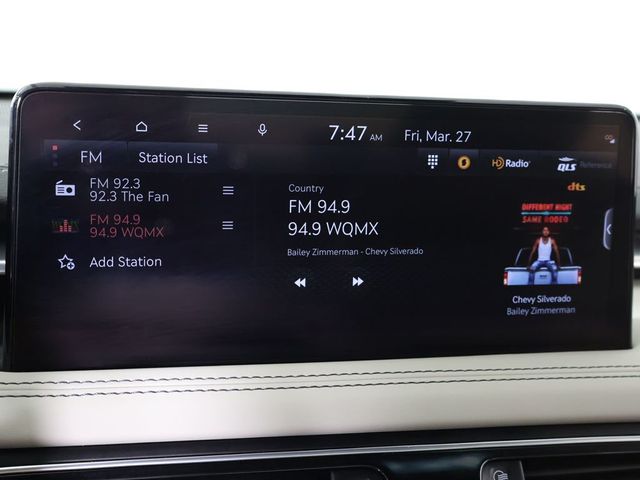 7:47 AM
Fri, Mar. 27
FM
Station List
HD Radio
QLS Reference
dts
FM 92.3
92.3 The Fan
FM 94.9
94.9 WQMX
Add Station
Country
FM 94.9
94.9 WQMX
Bailey Zimmerman - Chevy Silverado
DIFFERENT NIGHT
SAME RODEO
Chevy Silverado
Bailey Zimmerman